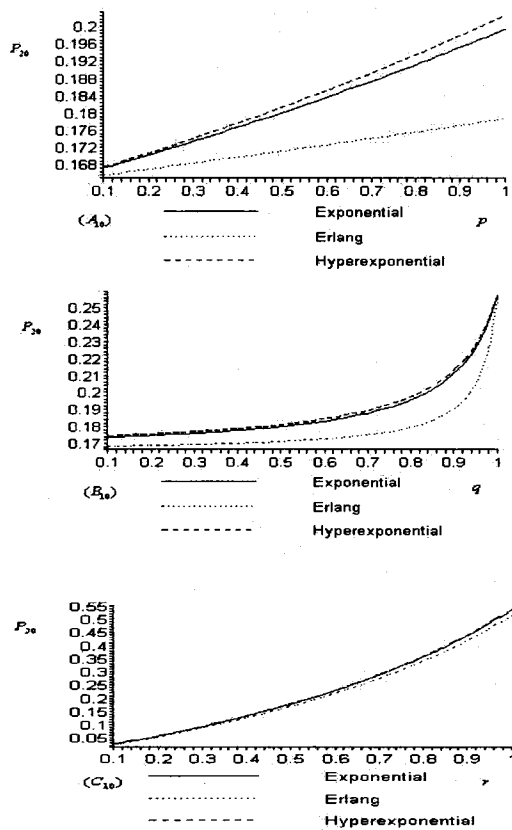 P₂₀
0.2
0.196
0.192
0.188
0.184
0.18
0.176
0.172
0.168
0.1 0.2 0.3 0.4 0.5 0.6 0.7 0.8 0.9 1
(A₁₀) Exponential p
Erlang
Hyperexponential
P₂₀
0.25
0.24
0.23
0.22
0.21
0.2
0.19
0.18
0.17
0.1 0.2 0.3 0.4 0.5 0.6 0.7 0.8 0.9 1
(B₁₀) Exponential q
Erlang
Hyperexponential
P₂₀
0.55
0.5
0.45
0.4
0.35
0.3
0.25
0.2
0.15
0.1
0.05
0.1 0.2 0.3 0.4 0.5 0.6 0.7 0.8 0.9 1
(C₁₀) Exponential r
Erlang
Hyperexponential